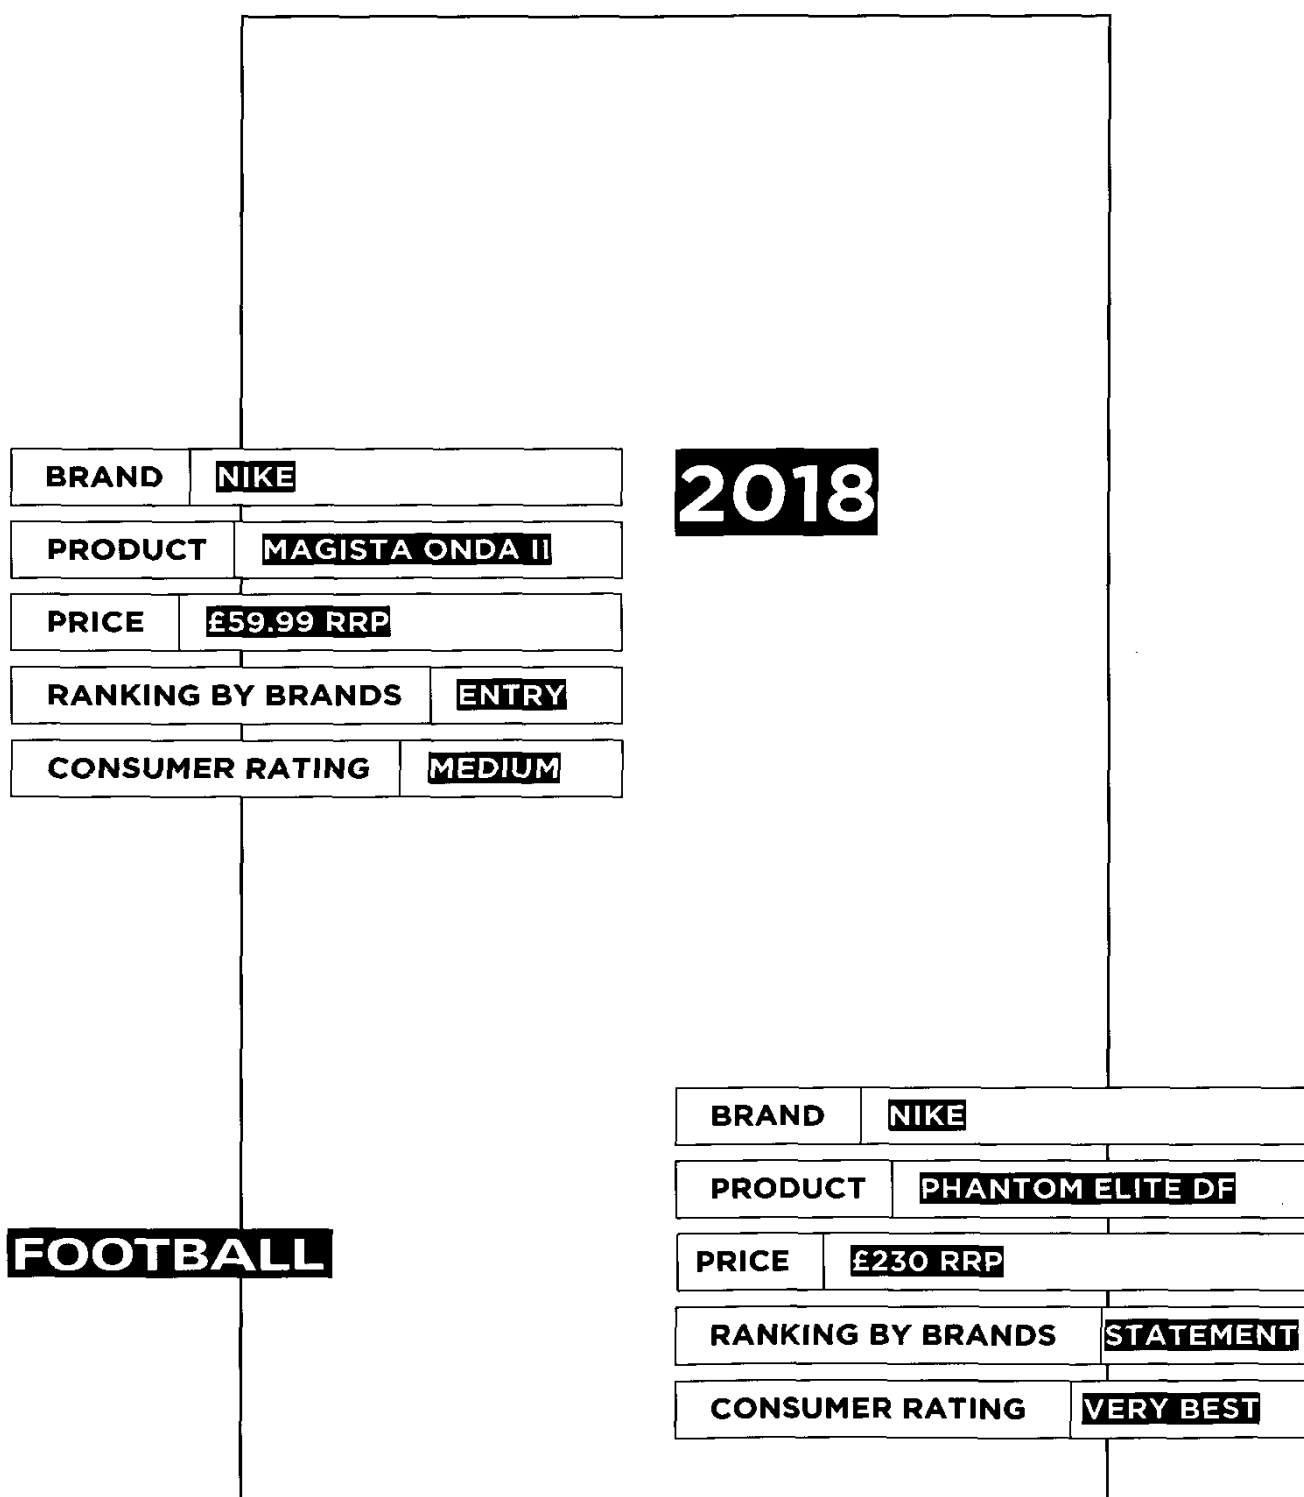 BRAND NIKE
PRODUCT MAGISTA ONDA II
PRICE £59.99 RRP
RANKING BY BRANDS ENTRY
CONSUMER RATING MEDIUM
2018
FOOTBALL
BRAND NIKE
PRODUCT PHANTOM ELITE DF
PRICE £230 RRP
RANKING BY BRANDS STATEMENT
CONSUMER RATING VERY BEST